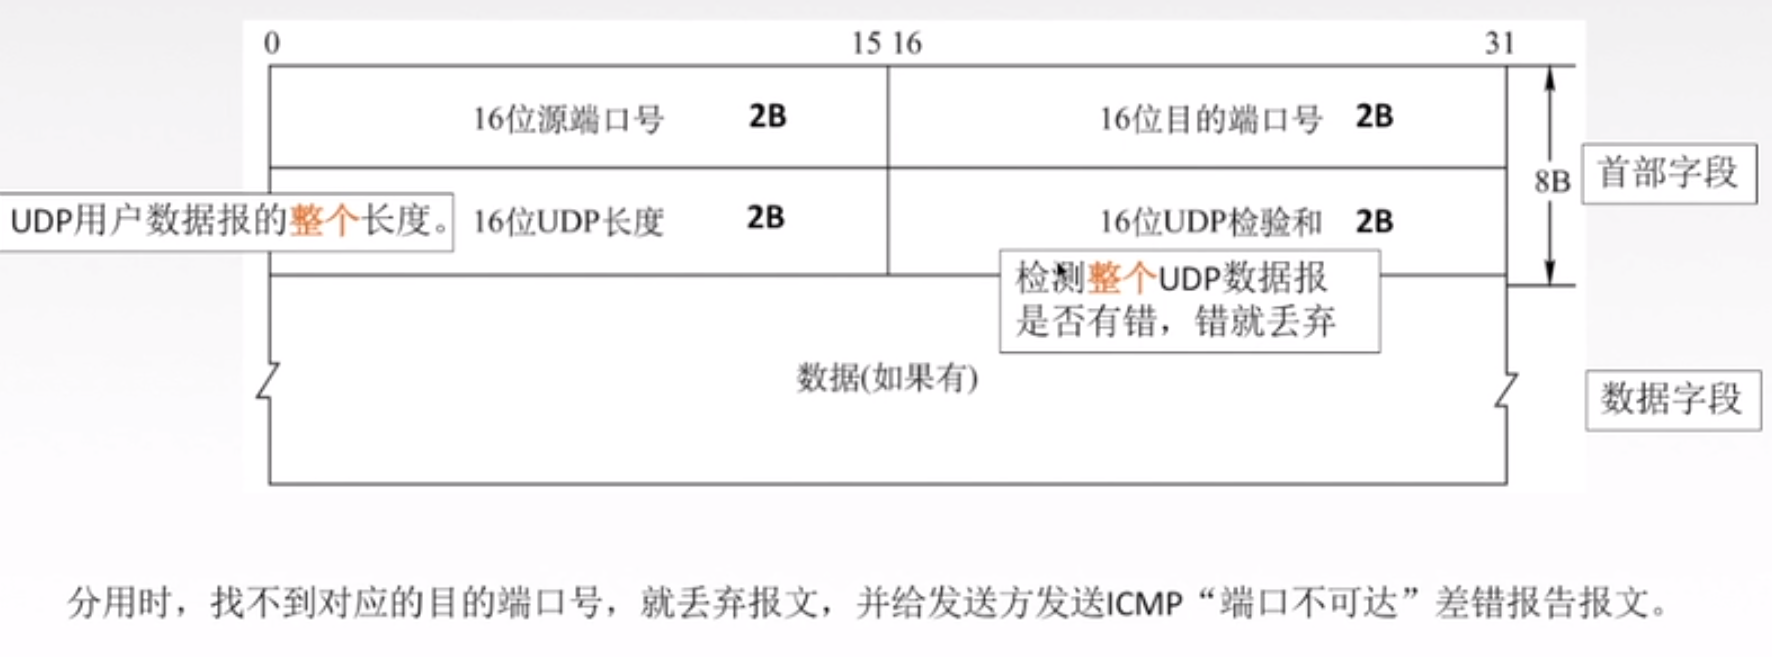 0 15 16 31
16位源端口号 2B 16位目的端口号 2B
8B 首部字段
UDP用户数据报的整个长度。 16位UDP长度 2B 16位UDP检验和 2B
检测整个UDP数据报
是否有错，错就丢弃
数据(如果有)
数据字段
分用时，找不到对应的目的端口号，就丢弃报文，并给发送方发送ICMP“端口不可达”差错报告报文。